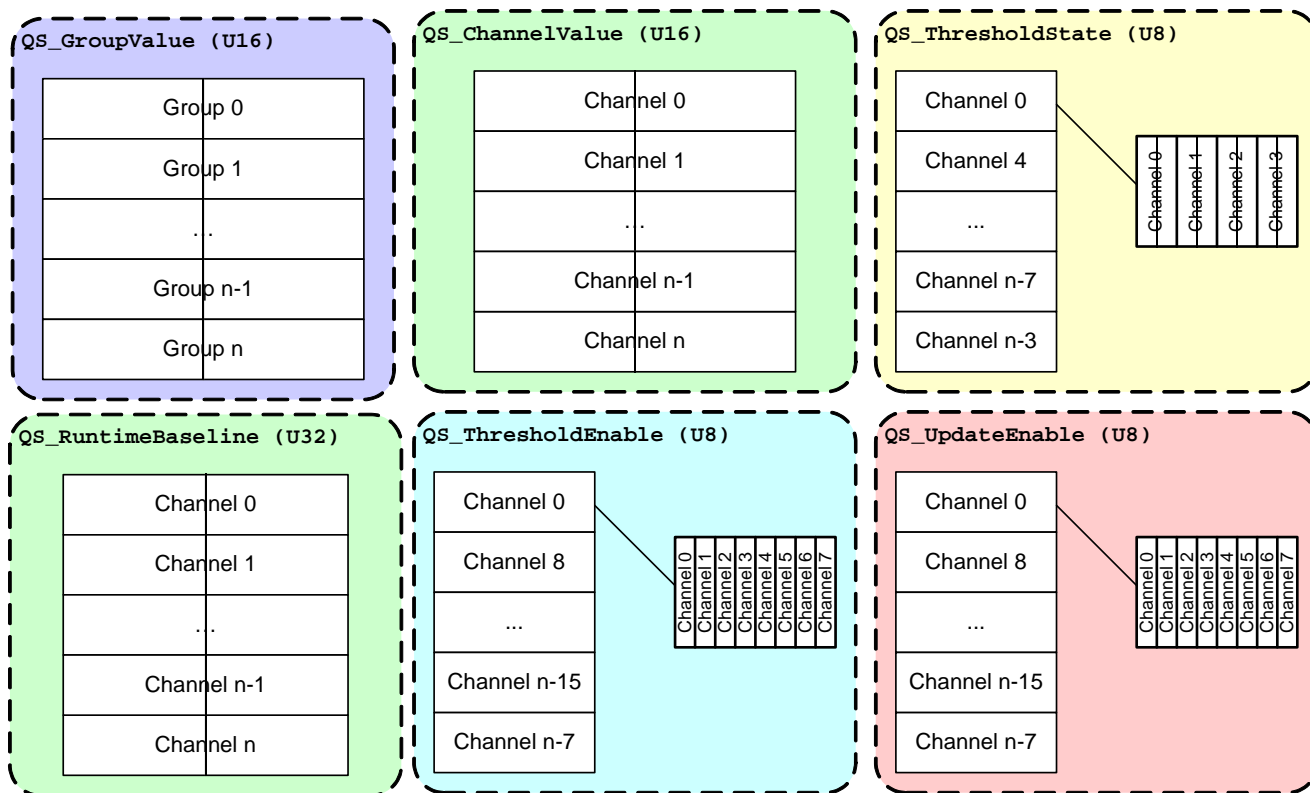 QS_GroupValue (U16)
Group 0
Group 1
...
Group n-1
Group n
QS_ChannelValue (U16)
Channel 0
Channel 1
...
Channel n-1
Channel n
QS_ThresholdState (U8)
Channel 0
Channel 4
...
Channel n-7
Channel n-3
Channel 0
Channel 1
Channel 2
Channel 3
QS_RuntimeBaseline (U32)
Channel 0
Channel 1
...
Channel n-1
Channel n
QS_ThresholdEnable (U8)
Channel 0
Channel 8
...
Channel n-15
Channel n-7
Channel 0
Channel 1
Channel 2
Channel 3
Channel 4
Channel 5
Channel 6
Channel 7
QS_UpdateEnable (U8)
Channel 0
Channel 8
...
Channel n-15
Channel n-7
Channel 0
Channel 1
Channel 2
Channel 3
Channel 4
Channel 5
Channel 6
Channel 7